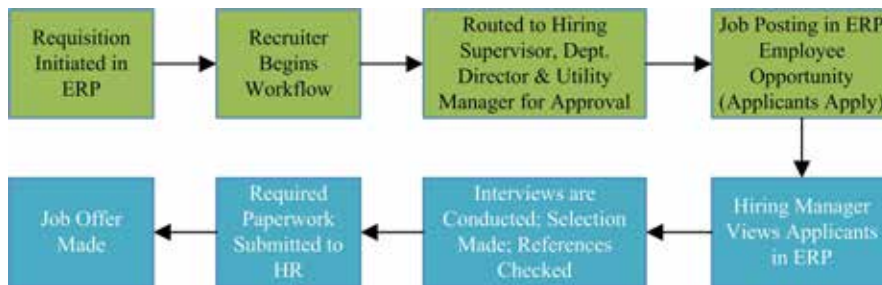 Requisition
Initiated in
ERP
Recruiter
Begins
Workflow
Routed to Hiring
Supervisor, Dept.
Director & Utility
Manager for Approval
Job Posting in ERP
Employee
Opportunity
(Applicants Apply)
Hiring Manager
Views Applicants
in ERP
Interviews are
Conducted; Selection
Made; References
Checked
Required
Paperwork
Submitted to
HR
Job Offer
Made